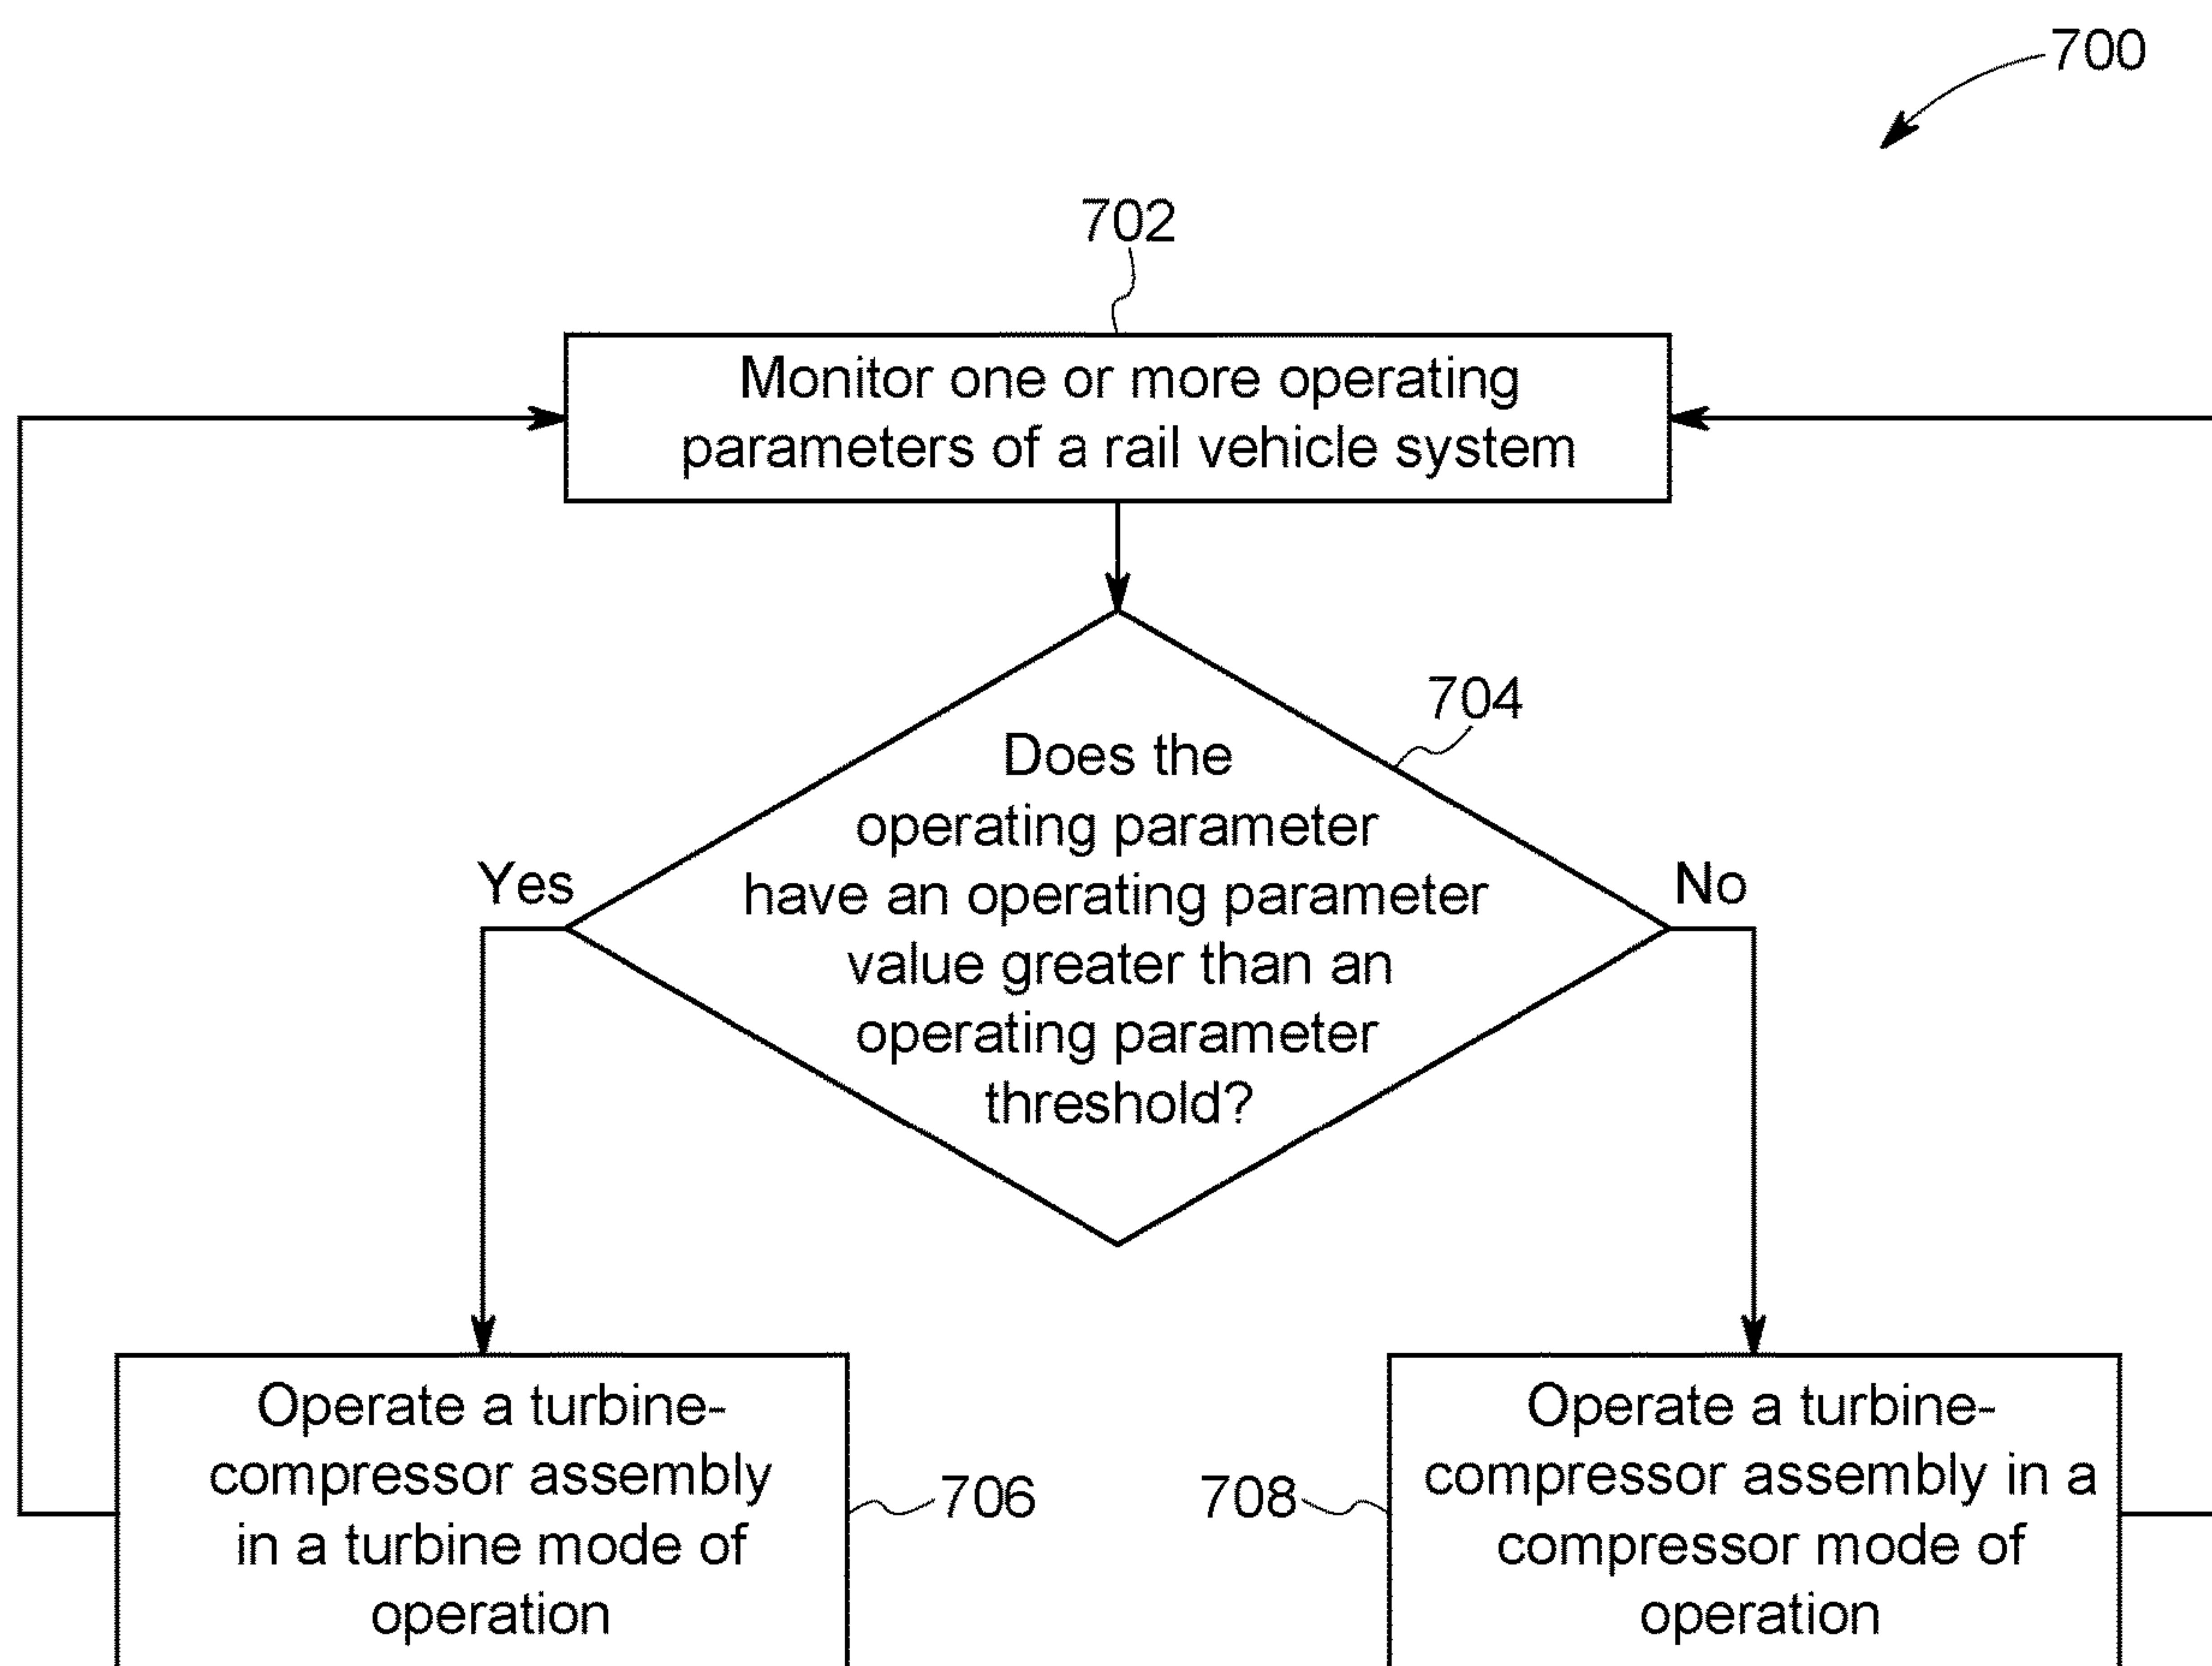 700
702
Monitor one or more operating
parameters of a rail vehicle system
704
Does the
operating parameter
have an operating parameter
value greater than an
operating parameter
threshold?
Yes
No
Operate a turbine-
compressor assembly
in a turbine mode of
operation
706
708
Operate a turbine-
compressor assembly in a
compressor mode of
operation